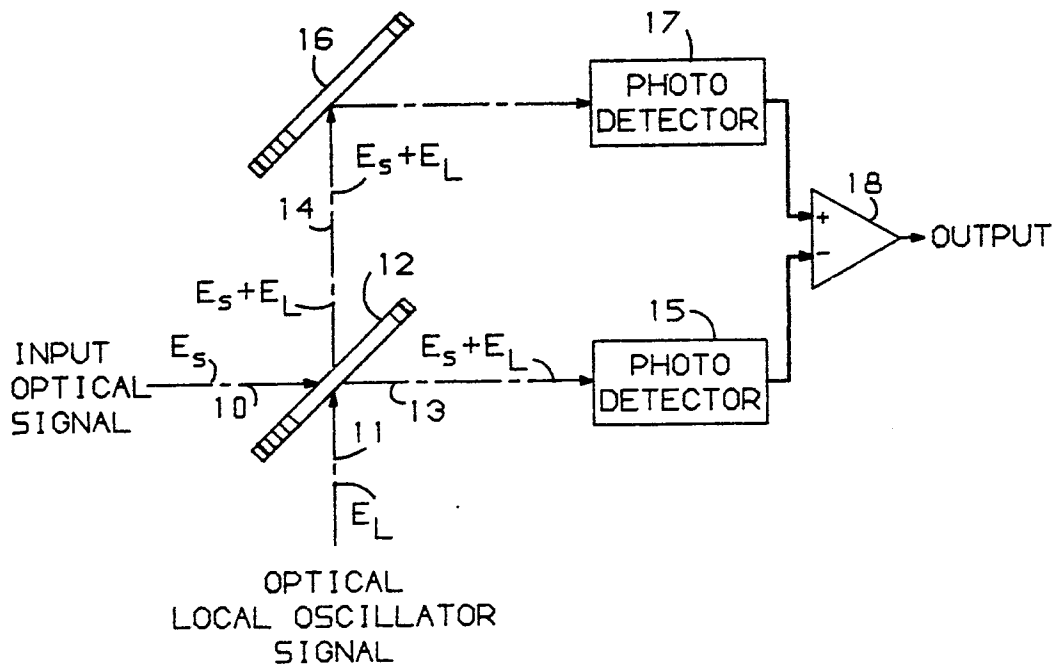 16
17
PHOTO
DETECTOR
Es+EL
14
18
+
-
OUTPUT
12
Es+EL
15
INPUT
OPTICAL
SIGNAL
Es
10
Es+EL
13
PHOTO
DETECTOR
11
EL
OPTICAL
LOCAL OSCILLATOR
SIGNAL